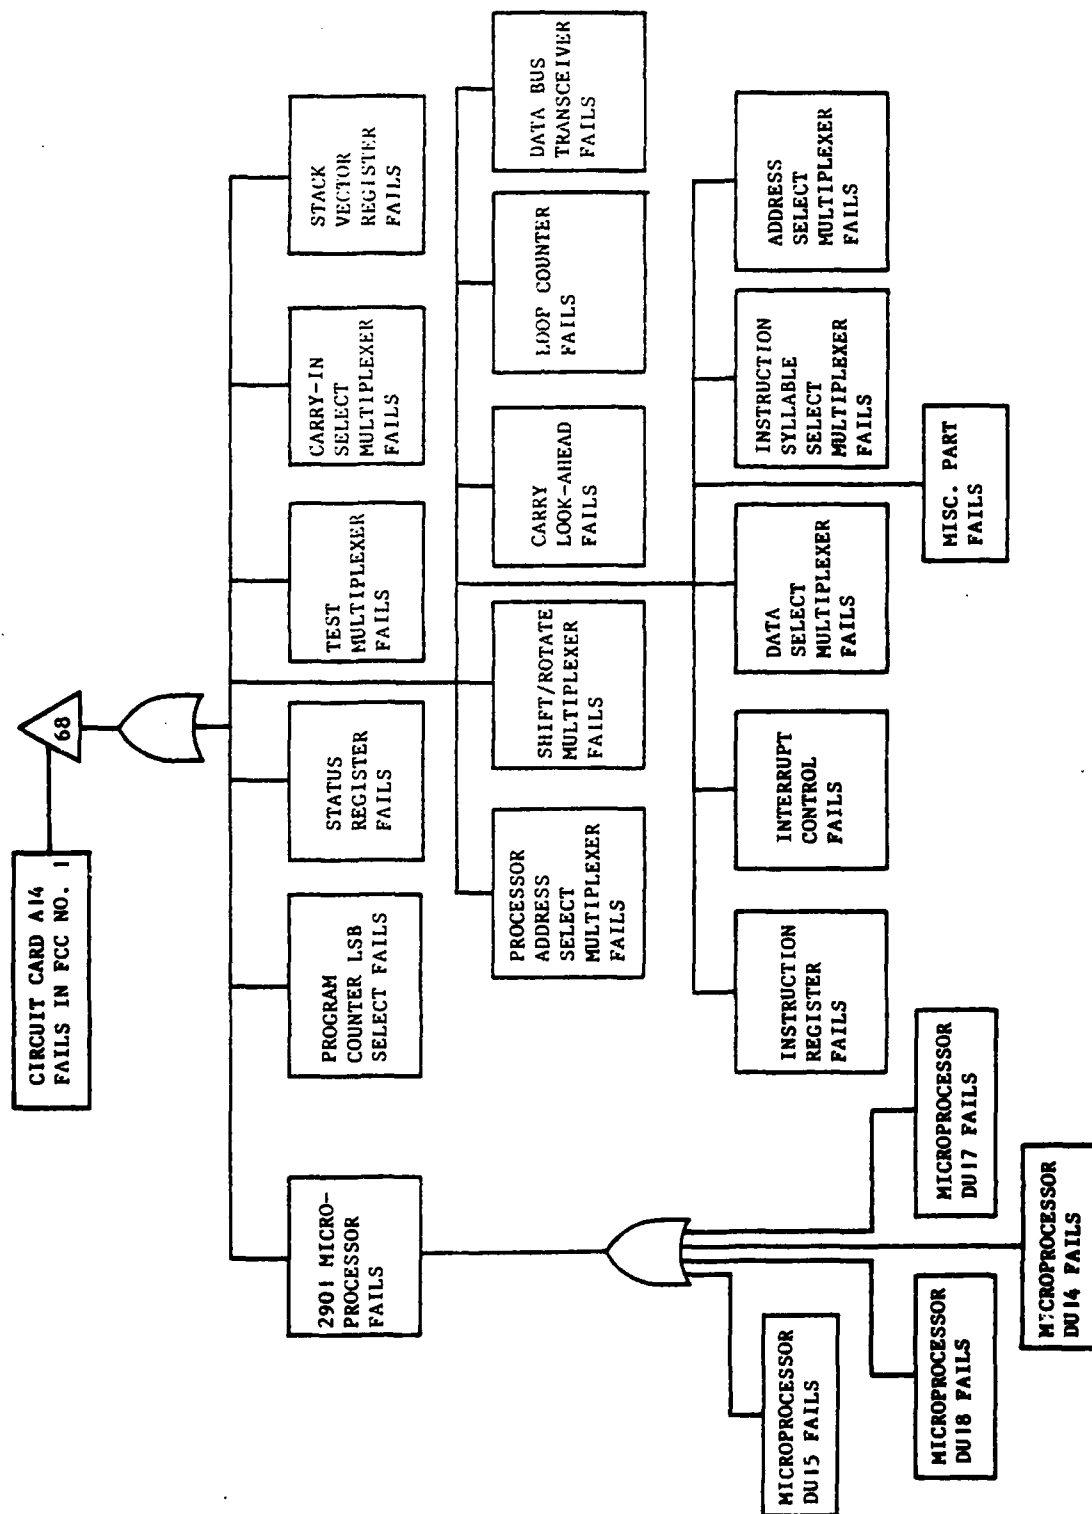 CIRCUIT CARD A14
FAILS IN FCC NO. 1
68
2901 MICRO-
PROCESSOR
FAILS
PROGRAM
COUNTER LSB
SELECT FAILS
STATUS
REGISTER
FAILS
TEST
MULTIPLEXER
FAILS
CARRY-IN
SELECT
MULTIPLEXER
FAILS
STACK
VECTOR
REGISTER
FAILS
PROCESSOR
ADDRESS
SELECT
MULTIPLEXER
FAILS
SHIFT/ROTATE
MULTIPLEXER
FAILS
CARRY
LOOK-AHEAD
FAILS
LOOP COUNTER
FAILS
DATA BUS
TRANSCEIVER
FAILS
INSTRUCTION
REGISTER
FAILS
INTERRUPT
CONTROL
FAILS
DATA
SELECT
MULTIPLEXER
FAILS
INSTRUCTION
SYLLABLE
SELECT
MULTIPLEXER
FAILS
ADDRESS
SELECT
MULTIPLEXER
FAILS
MISC. PART
FAILS
MICROPROCESSOR
DU15 FAILS
MICROPROCESSOR
DU18 FAILS
MICROPROCESSOR
DU14 FAILS
MICROPROCESSOR
DU17 FAILS